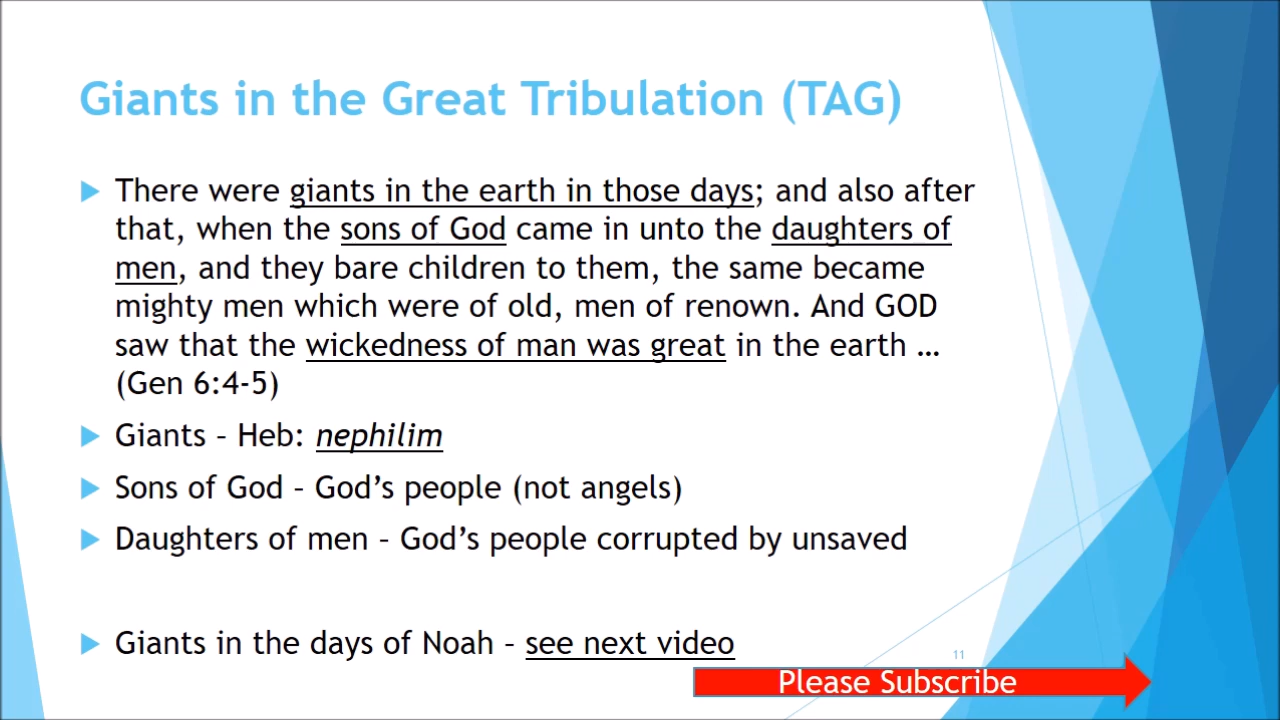 Giants in the Great Tribulation (TAG)
There were giants in the earth in those days; and also after
that, when the sons of God came in unto the daughters of
men, and they bare children to them, the same became
mighty men which were of old, men of renown. And GOD
saw that the wickedness of man was great in the earth …
(Gen 6:4-5)
Giants – Heb: nephilim
Sons of God – God’s people (not angels)
Daughters of men – God’s people corrupted by unsaved
Giants in the days of Noah – see next video
11
Please Subscribe